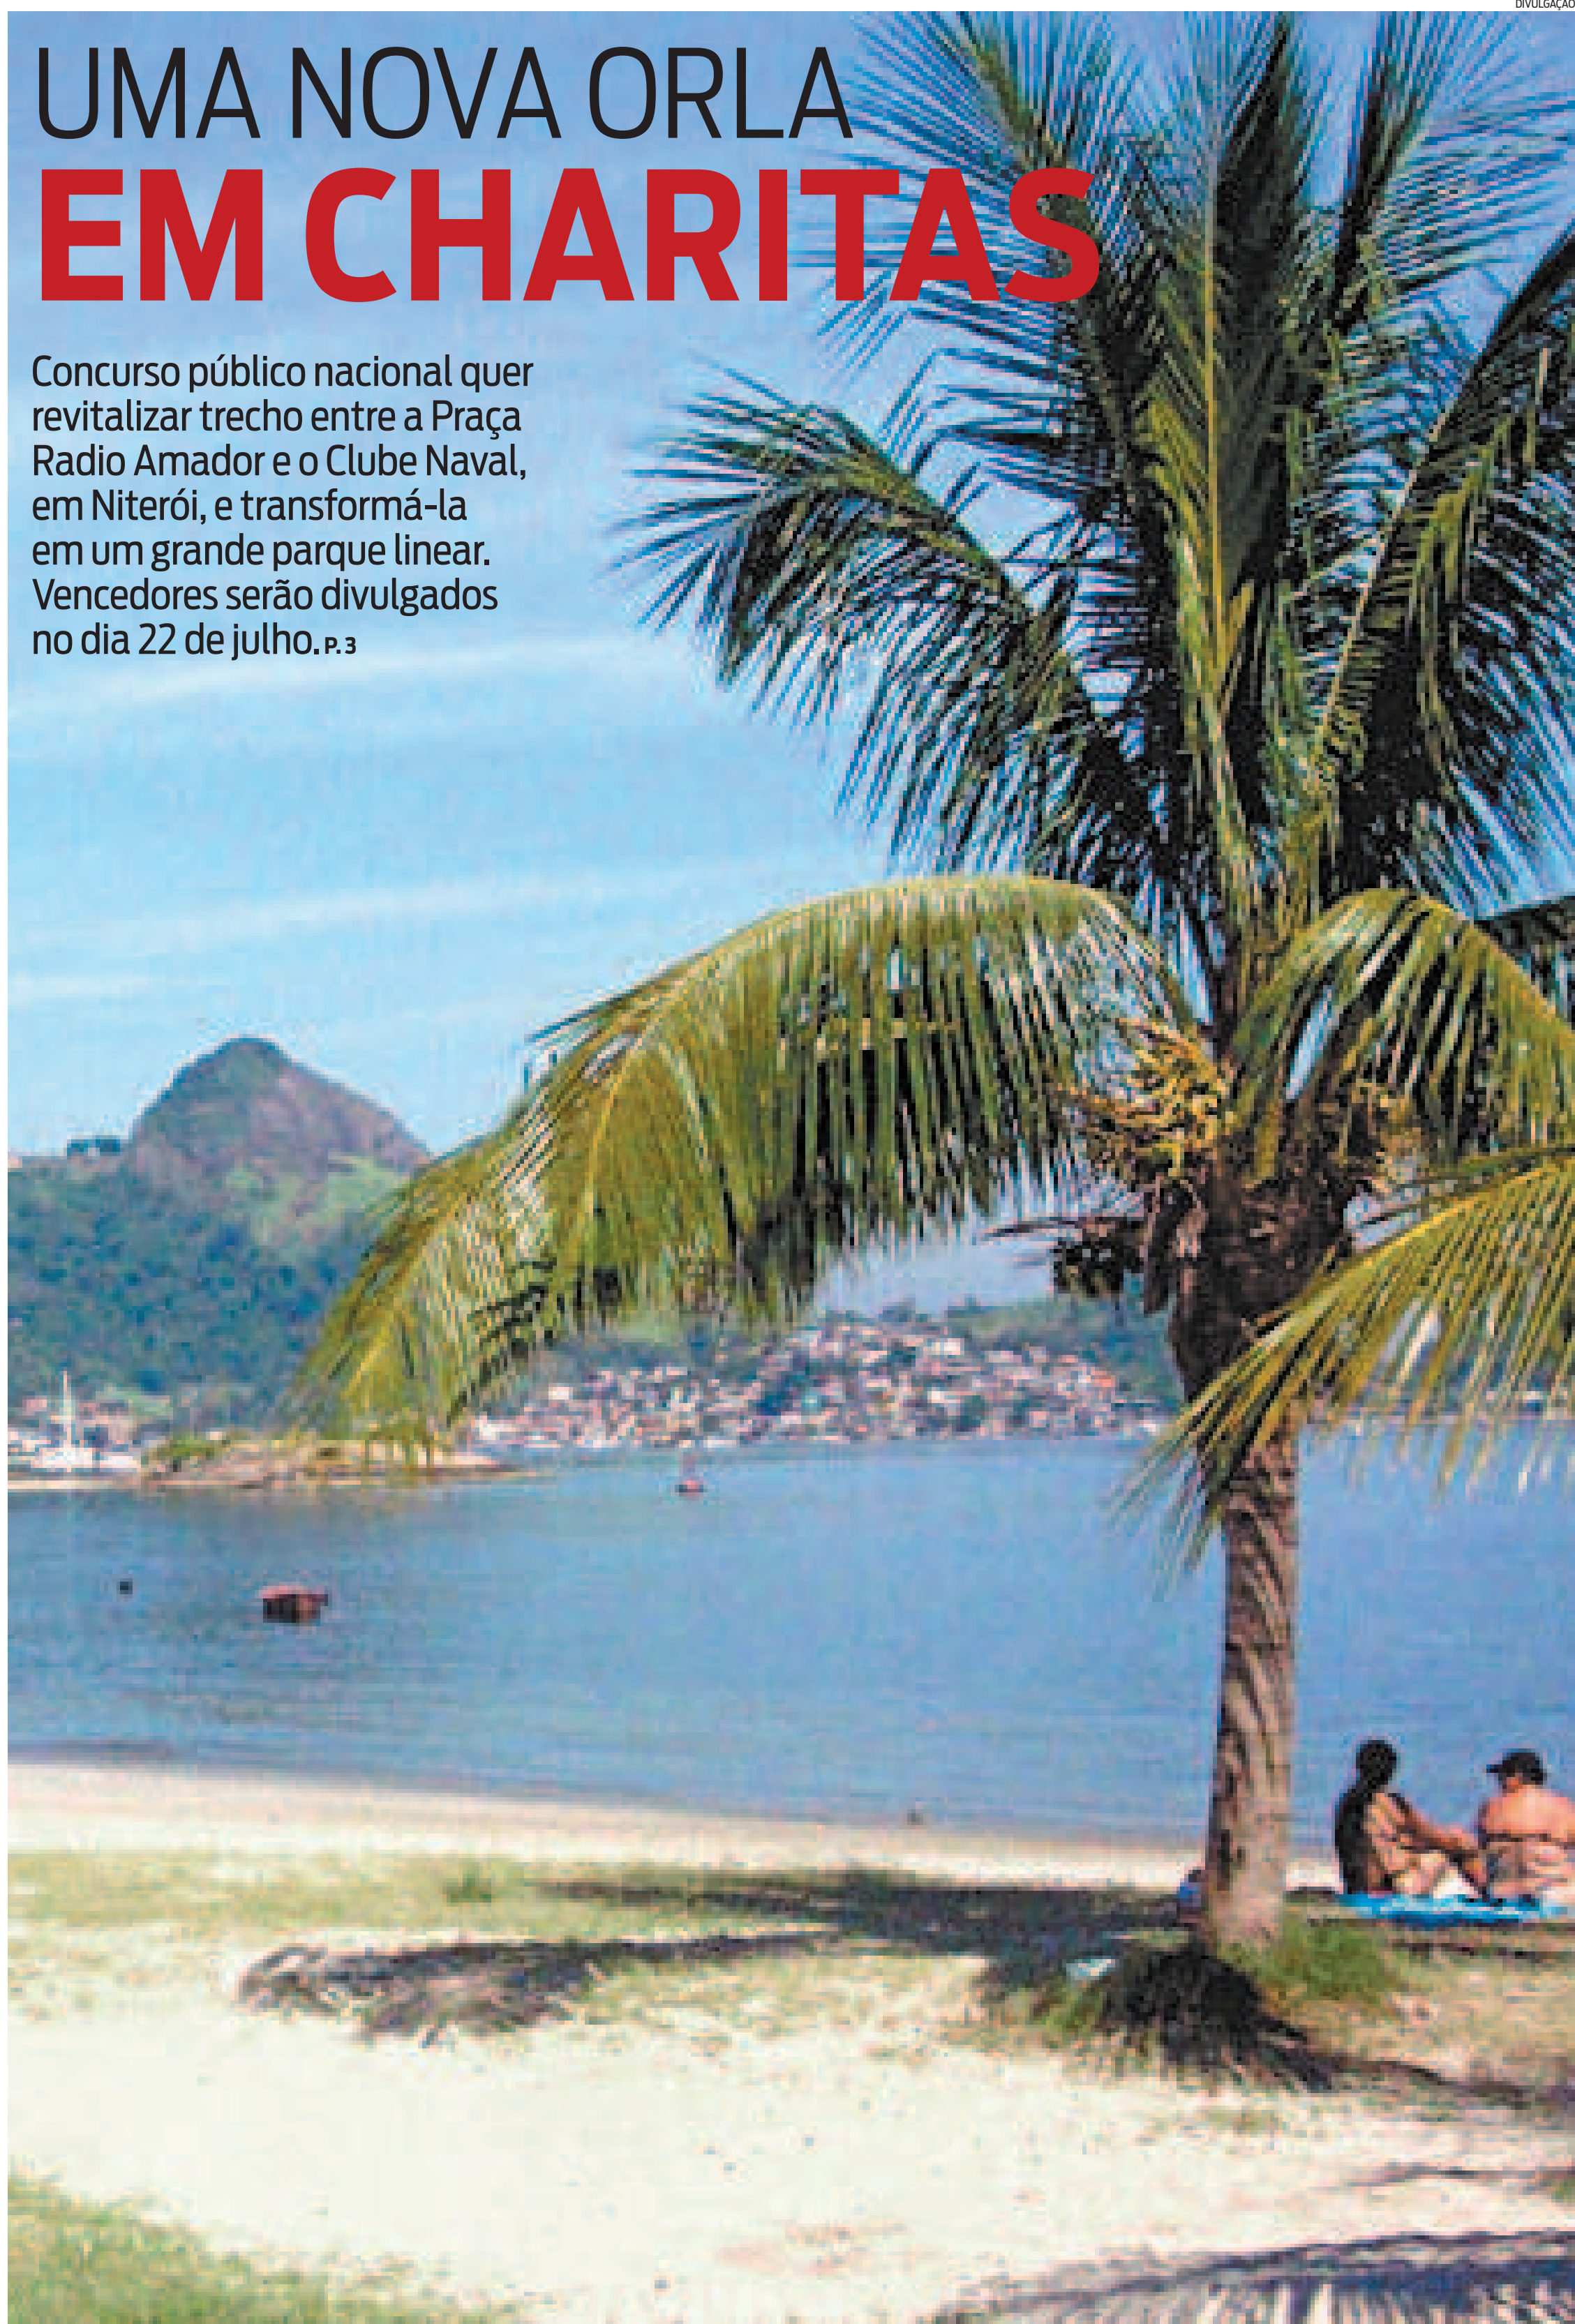 DIVULGAÇÃO
UMA NOVA ORLA
EM CHARITAS
Concurso público nacional quer
revitalizar trecho entre a Praça
Radio Amador e o Clube Naval,
em Niterói, e transformá-la
em um grande parque linear.
Vencedores serão divulgados
no dia 22 de julho. P. 3